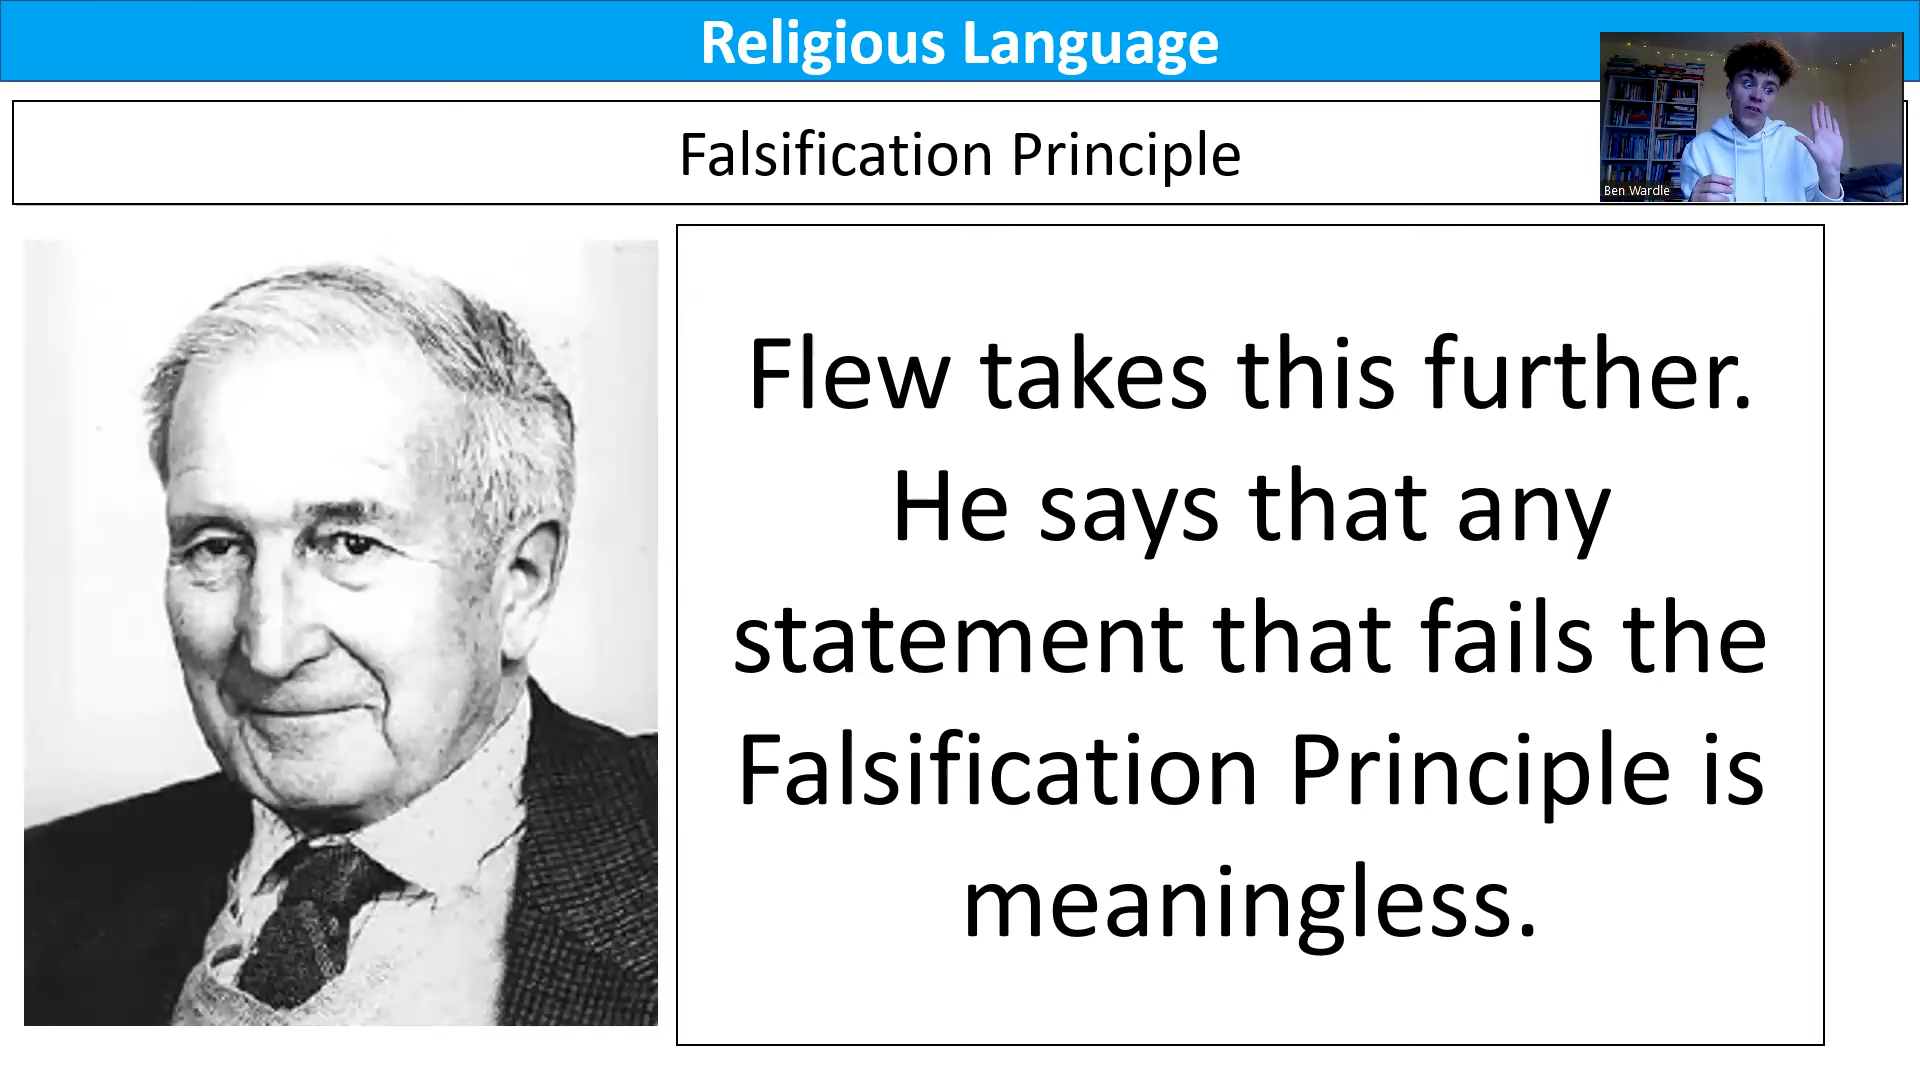 Religious Language
Falsification Principle
Ben Wardle
Flew takes this further.
He says that any
statement that fails the
Falsification Principle is
meaningless.